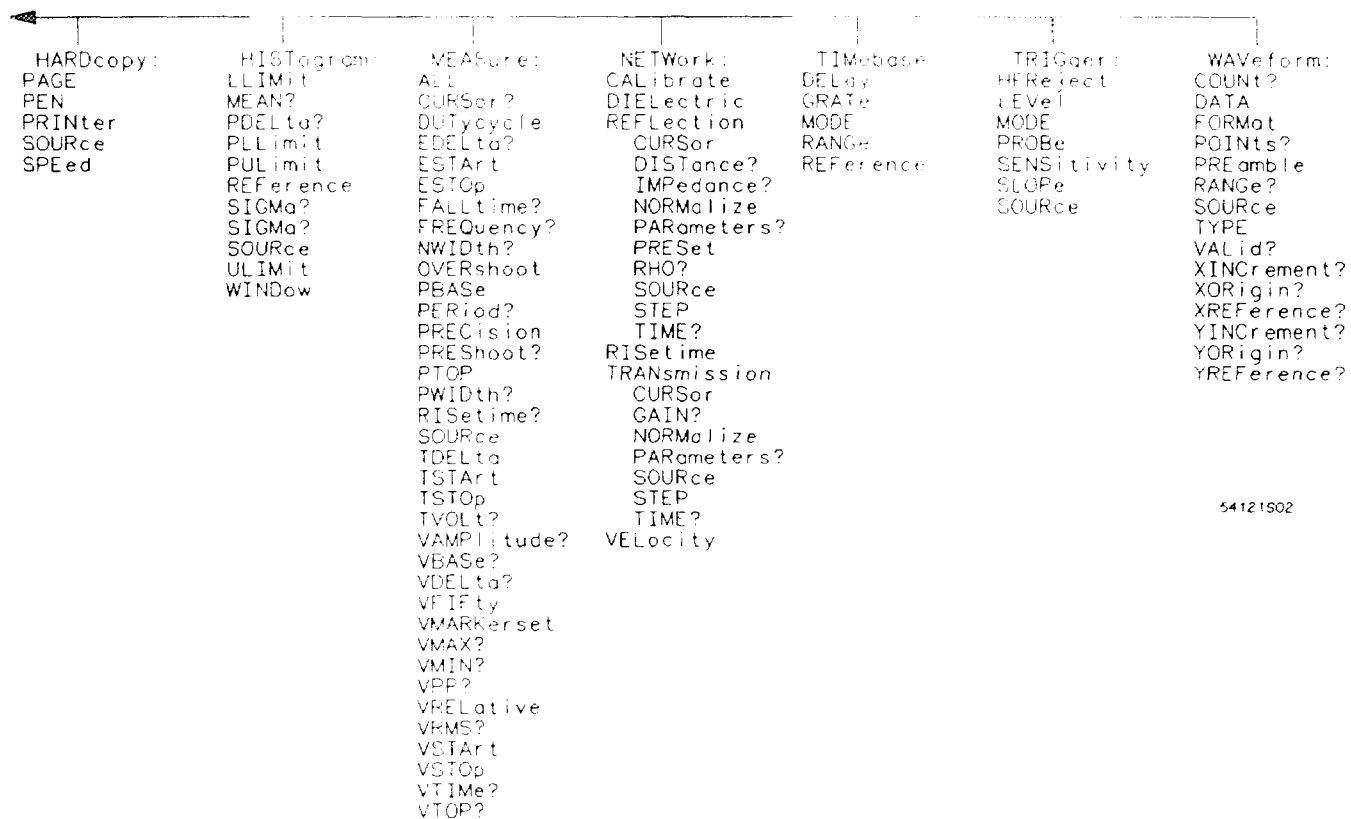 HARDcopy:
PAGE
PEN
PRINter
SOURce
SPEed
HISTogram:
LLIMit
MEAN?
PDELta?
PLLimit
PULimit
REFerence
SIGMa?
SIGMa?
SOURce
ULIMit
WINDow
MEASure:
ALL
CURSor?
DUTycycle
EDELta?
ESTArt
ESTOp
FALLtime?
FREQuency?
NWIDth?
OVERshoot
PBASe
PERiod?
PRECision
PREShoot?
PTOP
PWIDth?
RISetime?
SOURce
TDELta
TSTArt
TSTOp
TVOLt?
VAMPlitude?
VBASe?
VDELta?
VFIFty
VMARKerset
VMAX?
VMIN?
VPP?
VRELative
VRMS?
VSTArt
VSTOp
VTIMe?
VTOP?
NETWork:
CALibrate
DIELectric
REFLection
CURSor
DISTance?
IMPedance?
NORMalize
PARameters?
PRESet
RHO?
SOURce
STEP
TIME?
RISetime
TRANsmission
CURSor
GAIN?
NORMalize
PARameters?
SOURce
STEP
TIME?
VELocity
TIMebase
DELay
GRATe
MODE
RANGe
REFerence
TRIGger:
HFReject
LEVel
MODE
PROBe
SENSitivity
SLOPe
SOURce
WAVeform:
COUNt?
DATA
FORMat
POINts?
PREamble
RANGe?
SOURce
TYPE
VALid?
XINCrement?
XORigin?
XREFerence?
YINCrement?
YORigin?
YREFerence?
54121S02